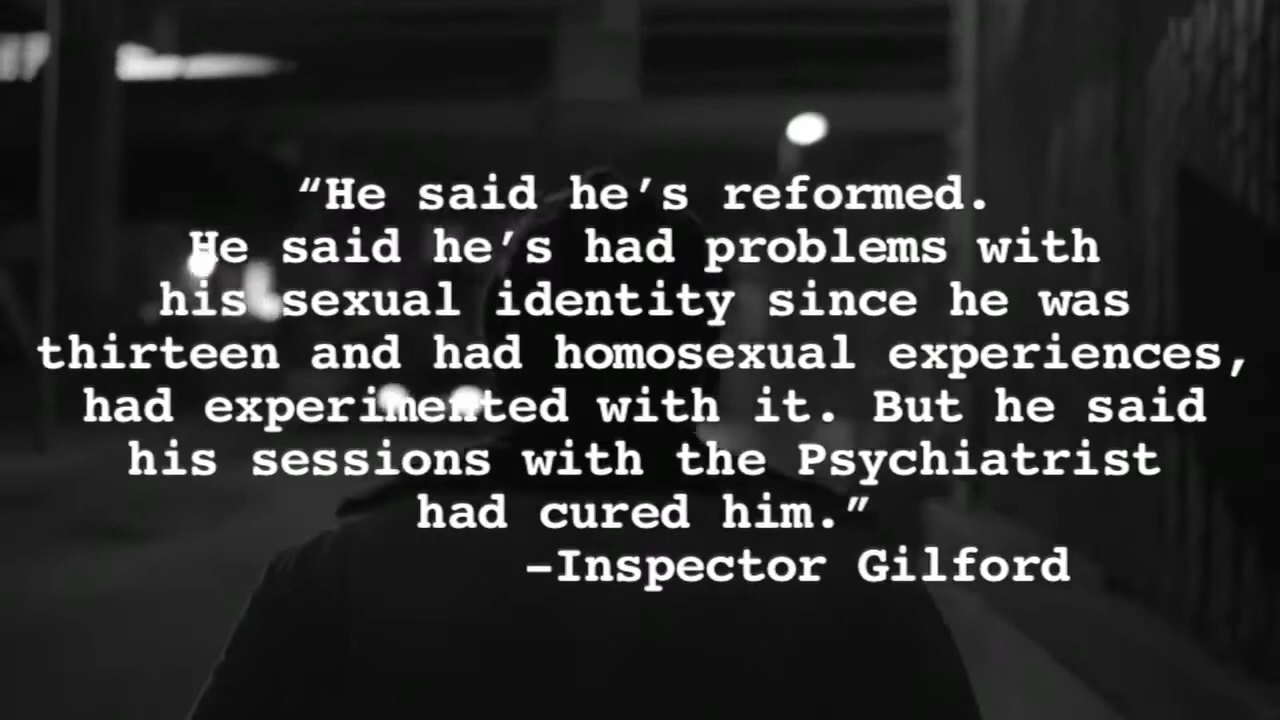 “He said he’s reformed.
He said he’s had problems with
his sexual identity since he was
thirteen and had homosexual experiences,
had experimented with it. But he said
his sessions with the Psychiatrist
had cured him.”
–Inspector Gilford